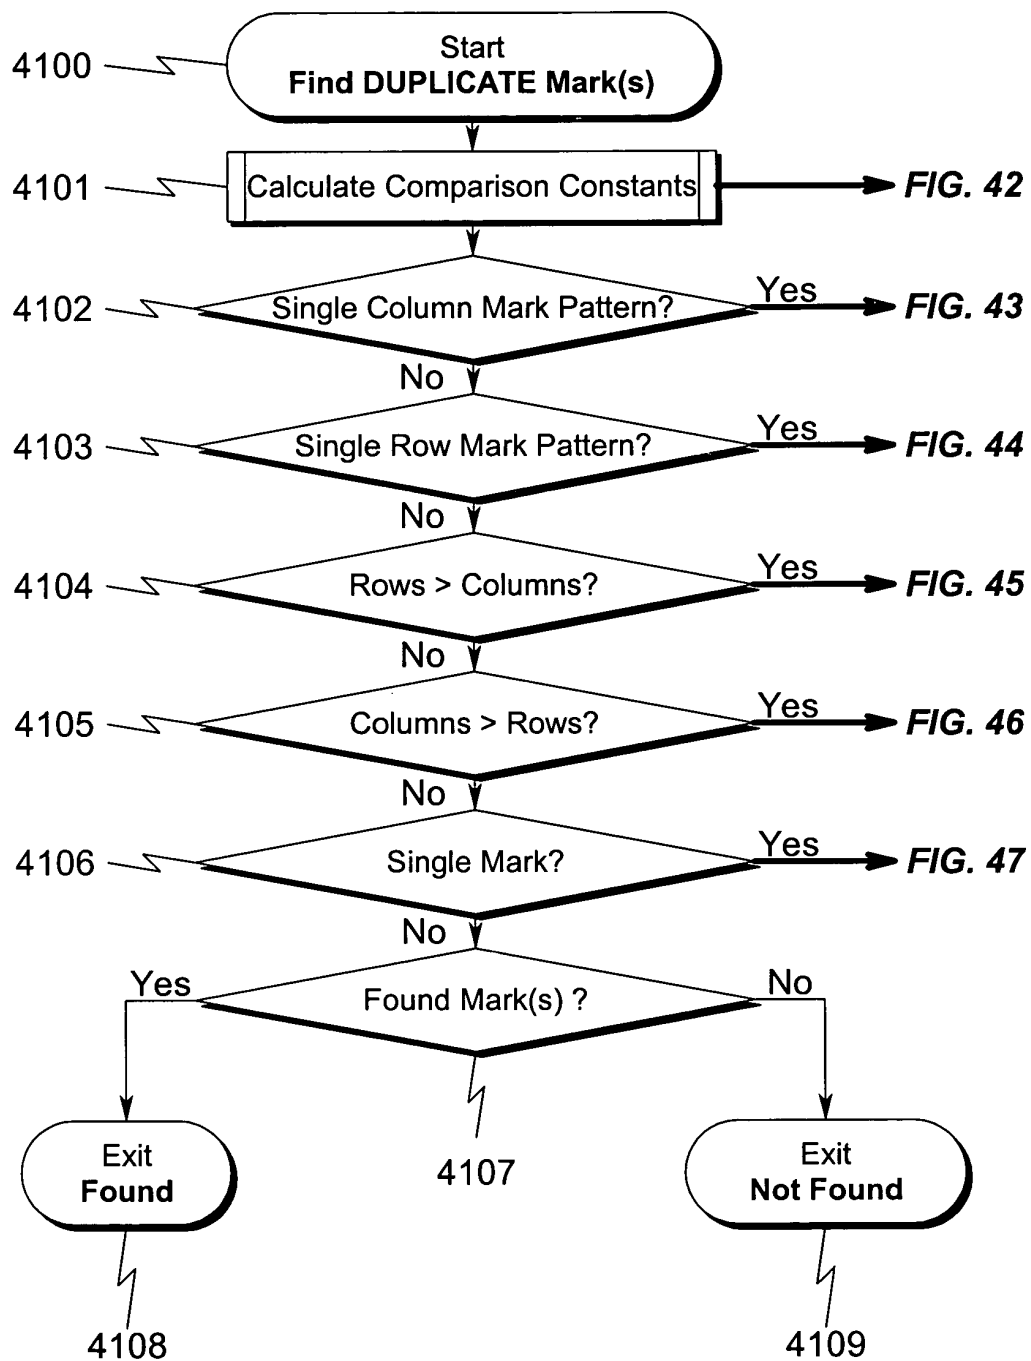 Start
4100
Find DUPLICATE Mark(s)
4101
Calculate Comparison Constants
FIG. 42
Yes
4102
Single Column Mark Pattern?
FIG. 43
No
Yes
4103
Single Row Mark Pattern?
FIG. 44
No
Yes
4104
Rows > Columns?
FIG. 45
No
Yes
4105
Columns > Rows?
FIG. 46
No
Yes
4106
Single Mark?
FIG. 47
No
Yes
Found Mark(s) ?
No
Exit
Found
4107
Exit
Not Found
4108
4109